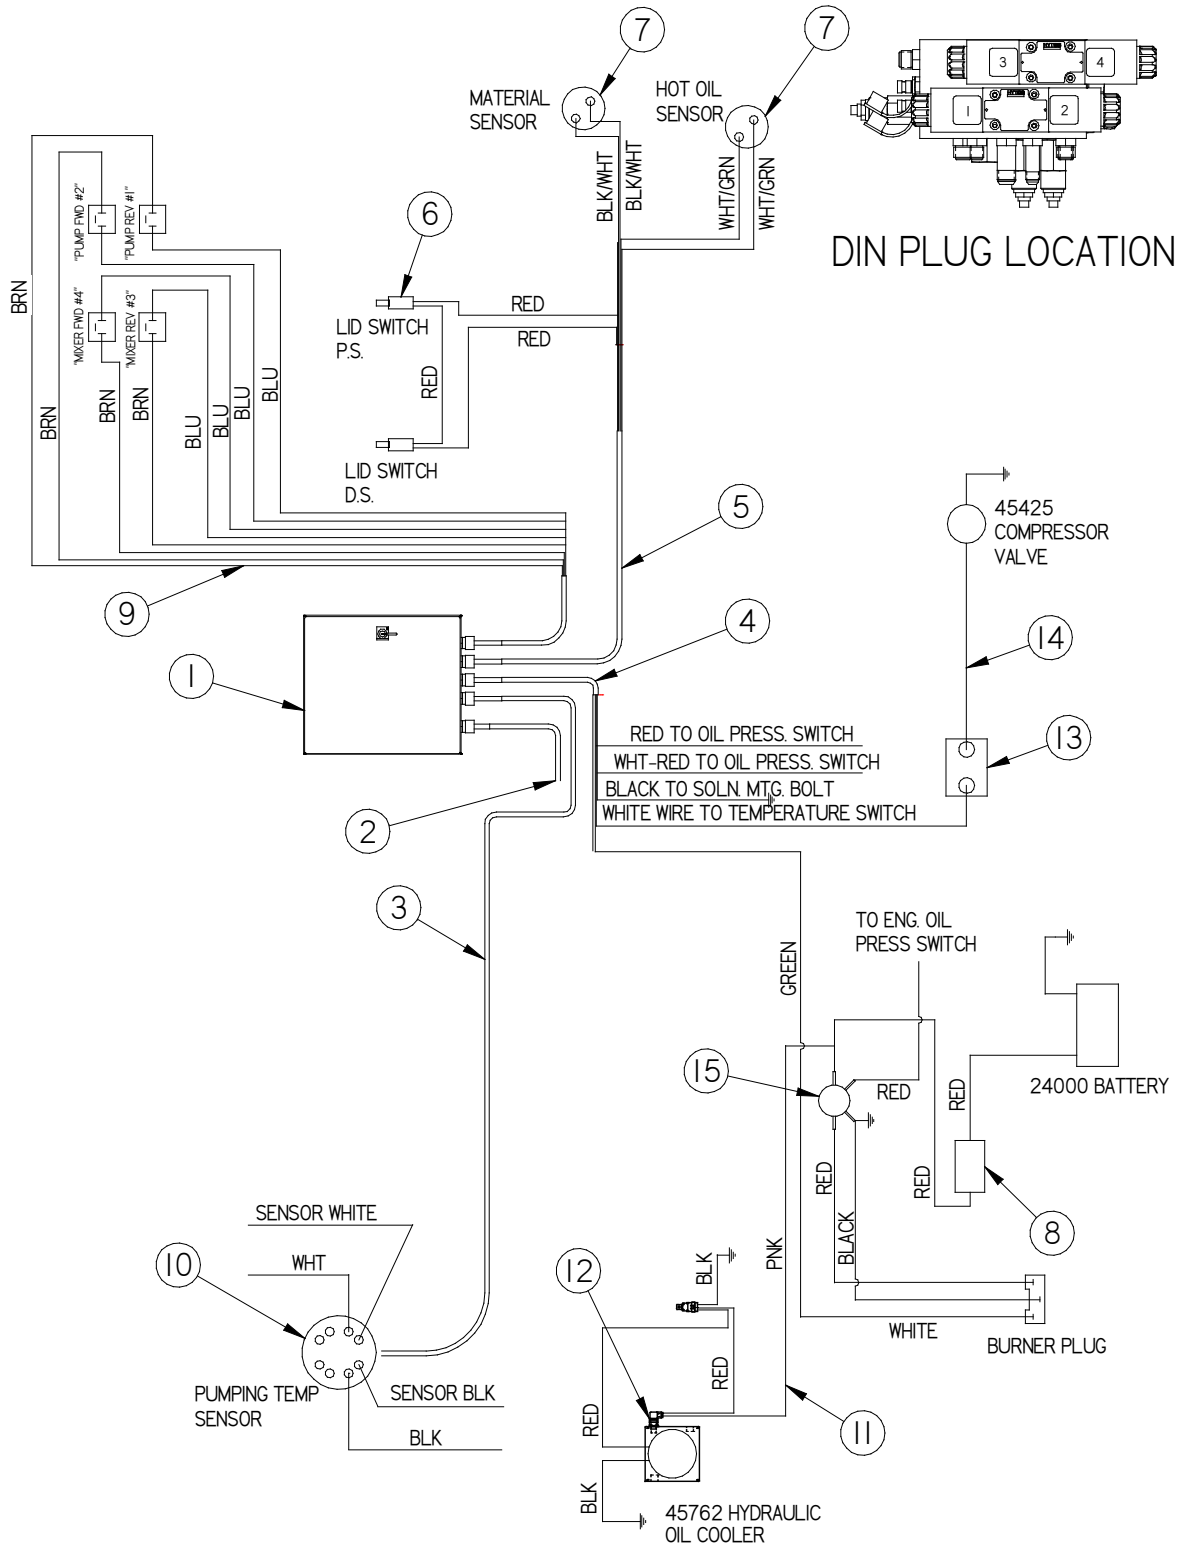 7
7
MATERIAL
SENSOR
HOT OIL
SENSOR
3
4
1
2
DIN PLUG LOCATION
BLK/WHT
BLK/WHT
WHT/GRN
WHT/GRN
"PUMP FWD #2"
"PUMP REV #1"
"MIXER FWD #4"
"MIXER REV #3"
6
LID SWITCH
P.S.
RED
RED
RED
LID SWITCH
D.S.
BRN
BRN
BRN
BRN
BLU
BLU
BLU
BLU
5
45425
COMPRESSOR
VALVE
9
4
14
1
13
RED TO OIL PRESS. SWITCH
WHT-RED TO OIL PRESS. SWITCH
BLACK TO SOLN. MTG. BOLT
WHITE WIRE TO TEMPERATURE SWITCH
2
3
TO ENG. OIL
PRESS SWITCH
GREEN
15
RED
RED
24000 BATTERY
RED
RED
8
BLACK
PNK
SENSOR WHITE
WHT
10
12
BLK
WHITE
BURNER PLUG
PUMPING TEMP
SENSOR
SENSOR BLK
BLK
RED
RED
11
BLK
45762 HYDRAULIC
OIL COOLER